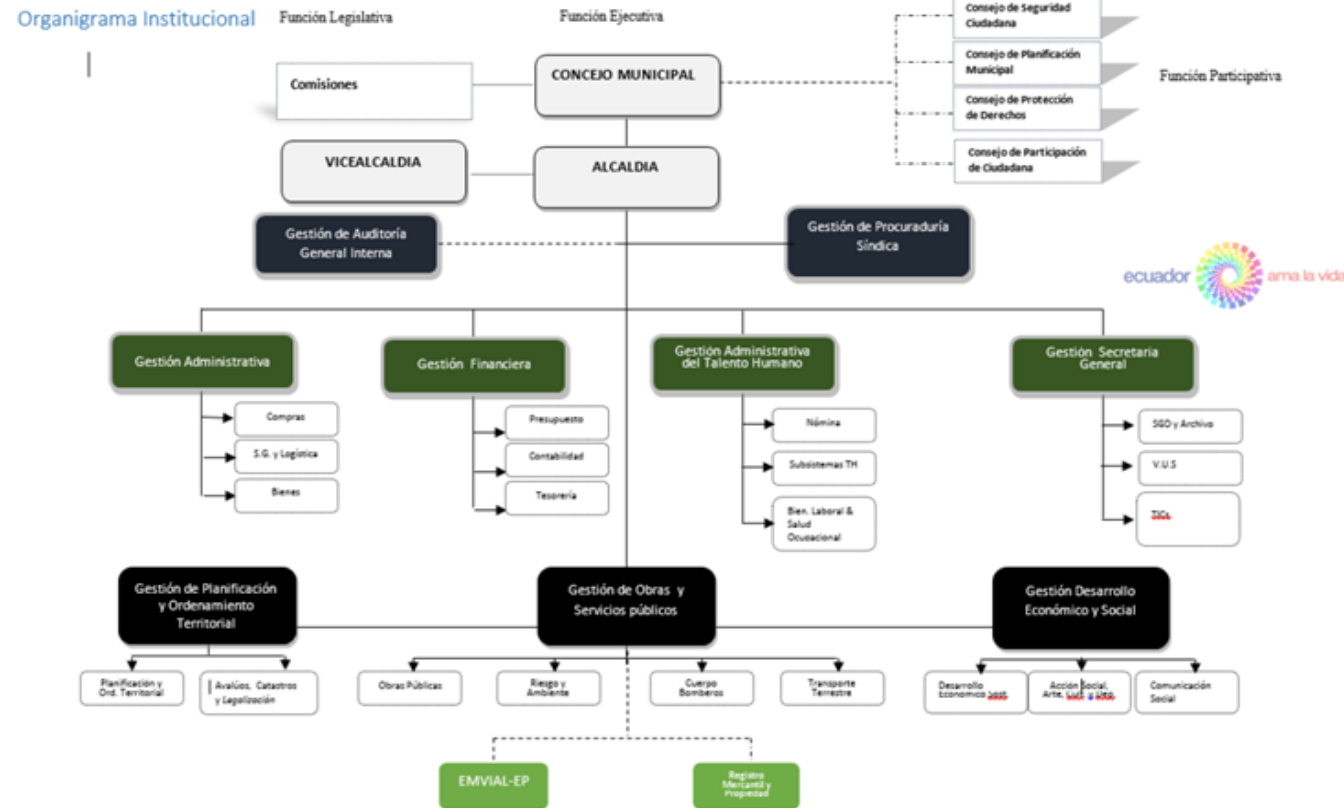 Organigrama Institucional
Función Legislativa
Función Ejecutiva
Consejo de Seguridad
Ciudadana
Comisiones
CONCEJO MUNICIPAL
Consejo de Planificación
Municipal
Función Participativa
Consejo de Protección
de Derechos
VICEALCALDIA
ALCALDIA
Consejo de Participación
de Ciudadana
Gestión de Auditoría
General Interna
Gestión de Procuraduría
Síndica
ecuador
ama la vida
Gestión Administrativa
Gestión Financiera
Gestión Administrativa
del Talento Humano
Gestión Secretaria
General
Compras
S.G. y Logística
Bienes
Presupuesto
Contabilidad
Tesorería
Nómina
Subsistemas TH
Bien. Laboral &
Salud
Ocupacional
SGD y Archivo
V.U.S
TICs
Gestión de Planificación
y Ordenamiento
Territorial
Gestión de Obras y
Servicios públicos
Gestión Desarrollo
Económico y Social
Planificación y
Ord. Territorial
Avalúos, Catastros
y Legalización
Obras Públicas
Riesgo y
Ambiente
Cuerpo
Bomberos
Transporte
Terrestre
Desarrollo
Económico Sost.
Acción Social,
Arte, Cult. y Dep.
Comunicación
Social
EMVIAL-EP
Registro
Mercantil y
Propiedad